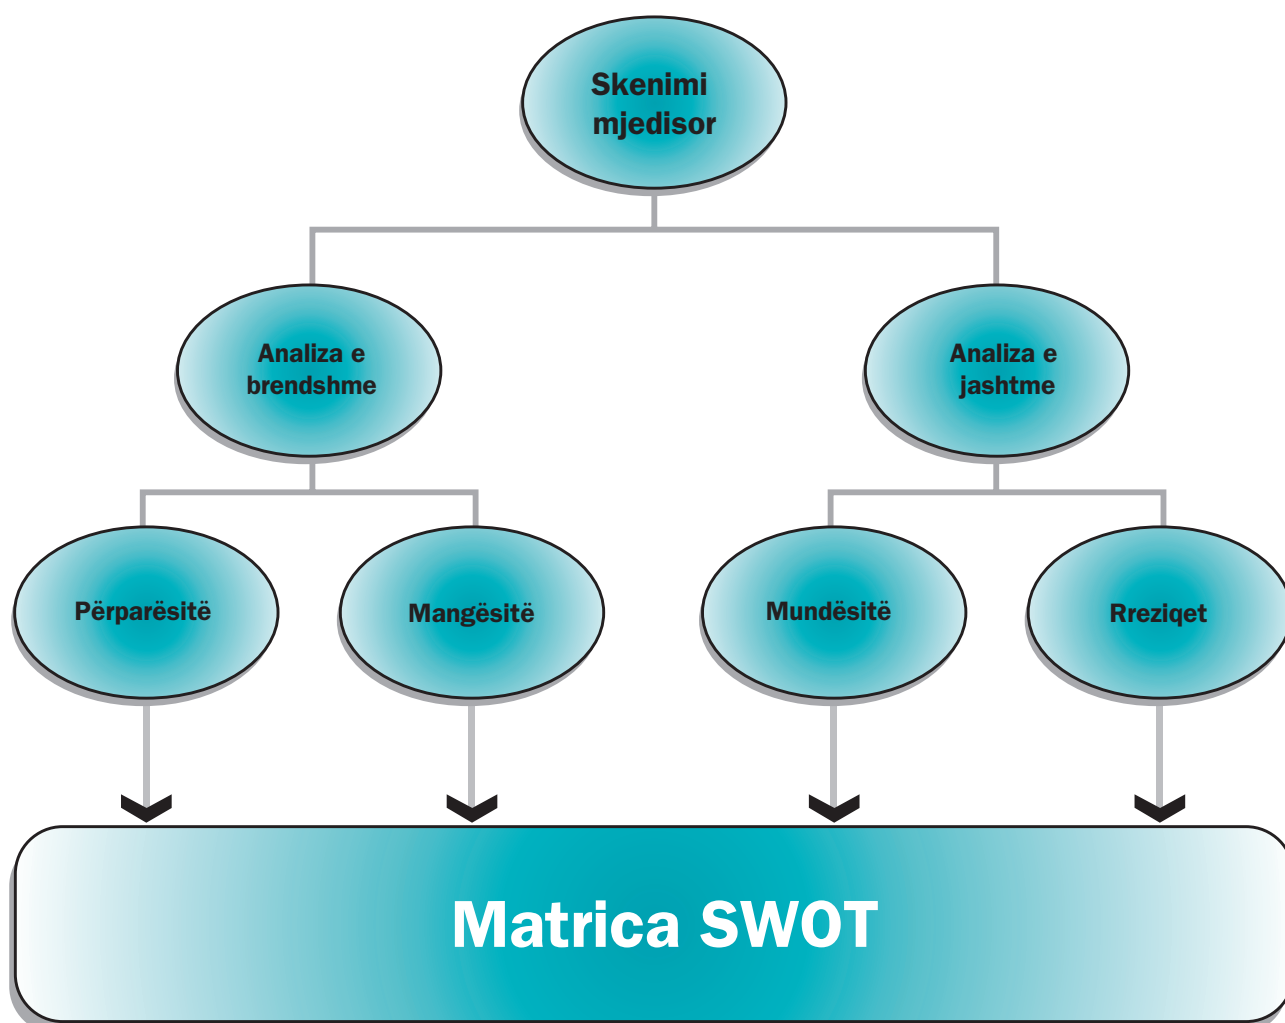 Skenimi
mjedisor
Analiza e
brendshme
Analiza e
jashtme
Përparësitë
Mangësitë
Mundësitë
Rreziqet
Matrica SWOT